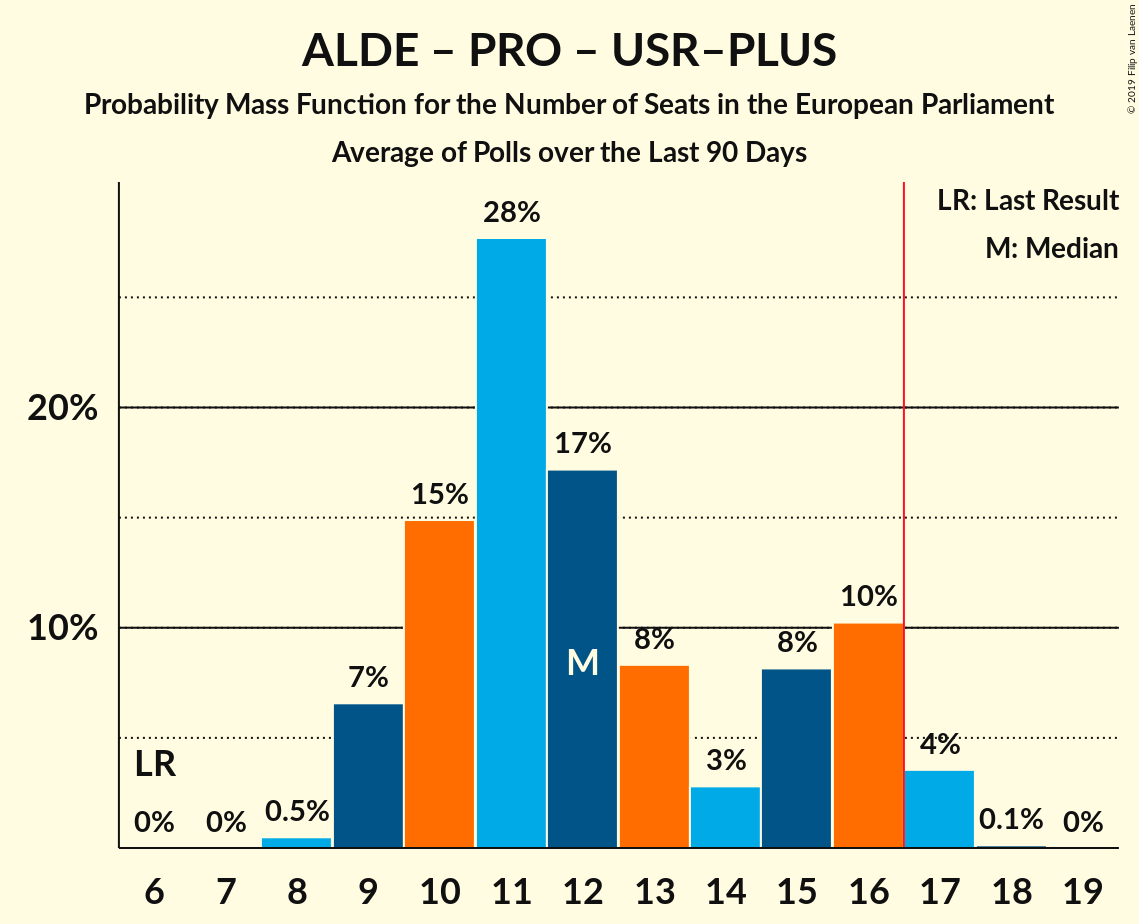 ALDE – PRO – USR–PLUS
Probability Mass Function for the Number of Seats in the European Parliament
Average of Polls over the Last 90 Days
© 2019 Filip van Laenen
LR: Last Result
M: Median
28%
20%
17%
15%
10%
10%
8%
8%
M
7%
4%
LR
3%
0%
0%
0.5%
0.1%
0%
6 7 8 9 10 11 12 13 14 15 16 17 18 19